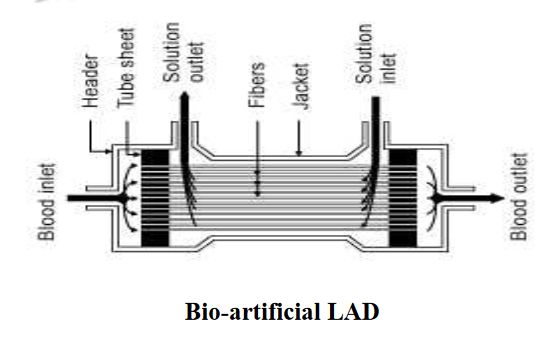 Header
Tube sheet
Solution
outlet
Fibers
Jacket
Solution
inlet
Blood inlet
Blood outlet
Bio-artificial LAD